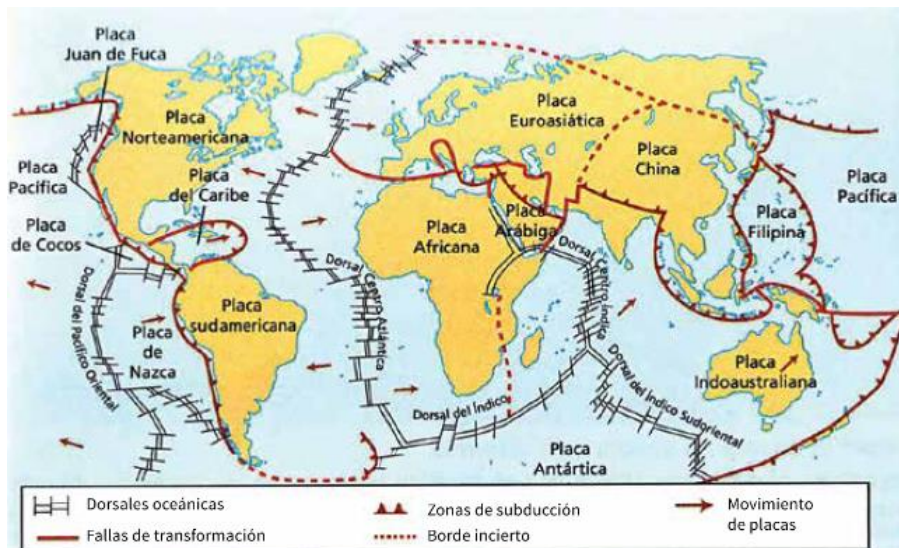 Placa
Juan de Fuca
Placa
Norteamericana
Placa
Euroasiática
Placa
China
Placa
Pacífica
Placa
del Caribe
Placa
Pacífica
Placa
de Cocos
Placa
Africana
Placa
Arábiga
Placa
Filipina
Dorsal del Pacífico Oriental
Placa
sudamericana
Placa
de
Nazca
Dorsal Centro Atlántica
Dorsal Centro Índico
Placa
Indoaustraliana
Dorsal del Índico
Dorsal del Índico Sudoriental
Placa
Antártica
Dorsales oceánicas
Zonas de subducción
Movimiento
de placas
Fallas de transformación
Borde incierto